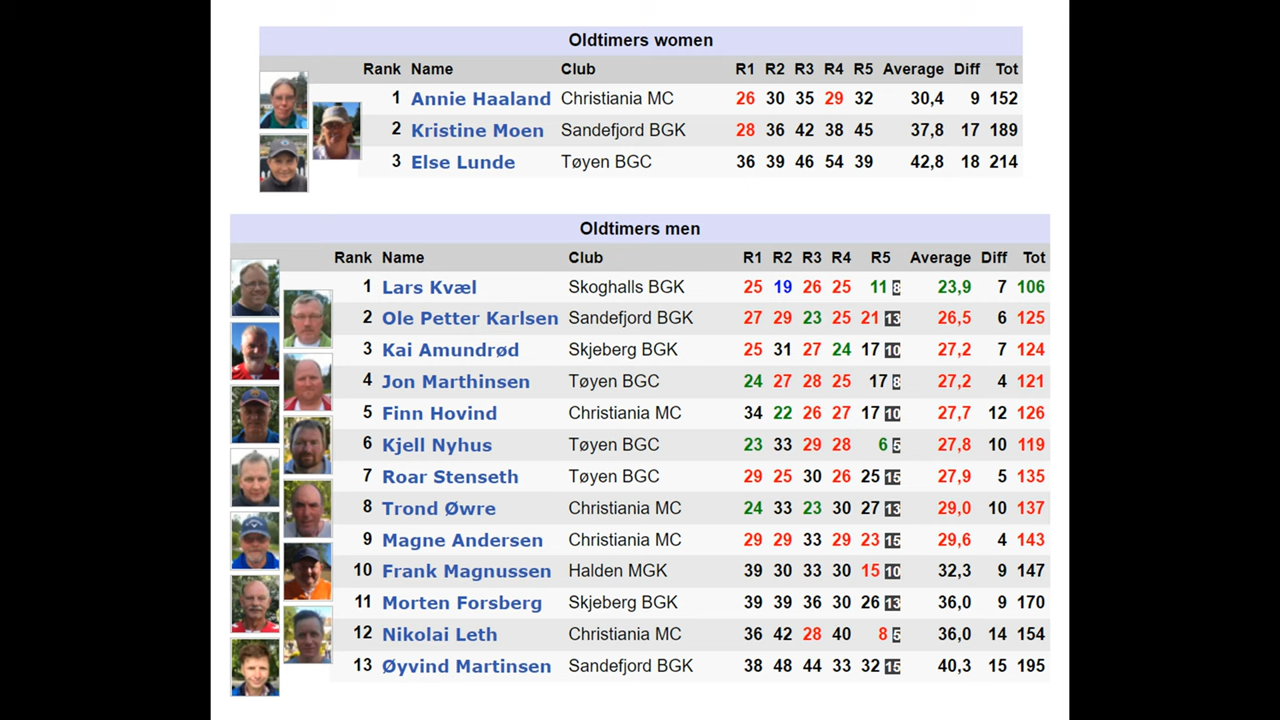 Oldtimers women
Rank Name Club R1 R2 R3 R4 R5 Average Diff Tot
1 Annie Haaland Christiania MC 26 30 35 29 32 30,4 9 152
2 Kristine Moen Sandefjord BGK 28 36 42 38 45 37,8 17 189
3 Else Lunde Tøyen BGC 36 39 46 54 39 42,8 18 214
Oldtimers men
Rank Name Club R1 R2 R3 R4 R5 Average Diff Tot
1 Lars Kvæl Skoghalls BGK 25 19 26 25 11 8 23,9 7 106
2 Ole Petter Karlsen Sandefjord BGK 27 29 23 25 21 13 26,5 6 125
3 Kai Amundrød Skjeberg BGK 25 31 27 24 17 10 27,2 7 124
4 Jon Marthinsen Tøyen BGC 24 27 28 25 17 8 27,2 4 121
5 Finn Hovind Christiania MC 34 22 26 27 17 10 27,7 12 126
6 Kjell Nyhus Tøyen BGC 23 33 29 28 6 5 27,8 10 119
7 Roar Stenseth Tøyen BGC 29 25 30 26 25 15 27,9 5 135
8 Trond Øwre Christiania MC 24 33 23 30 27 13 29,0 10 137
9 Magne Andersen Christiania MC 29 29 33 29 23 15 29,6 4 143
10 Frank Magnussen Halden MGK 39 30 33 30 15 10 32,3 9 147
11 Morten Forsberg Skjeberg BGK 39 39 36 30 26 13 36,0 9 170
12 Nikolai Leth Christiania MC 36 42 28 40 8 5 36,0 14 154
13 Øyvind Martinsen Sandefjord BGK 38 48 44 33 32 15 40,3 15 195